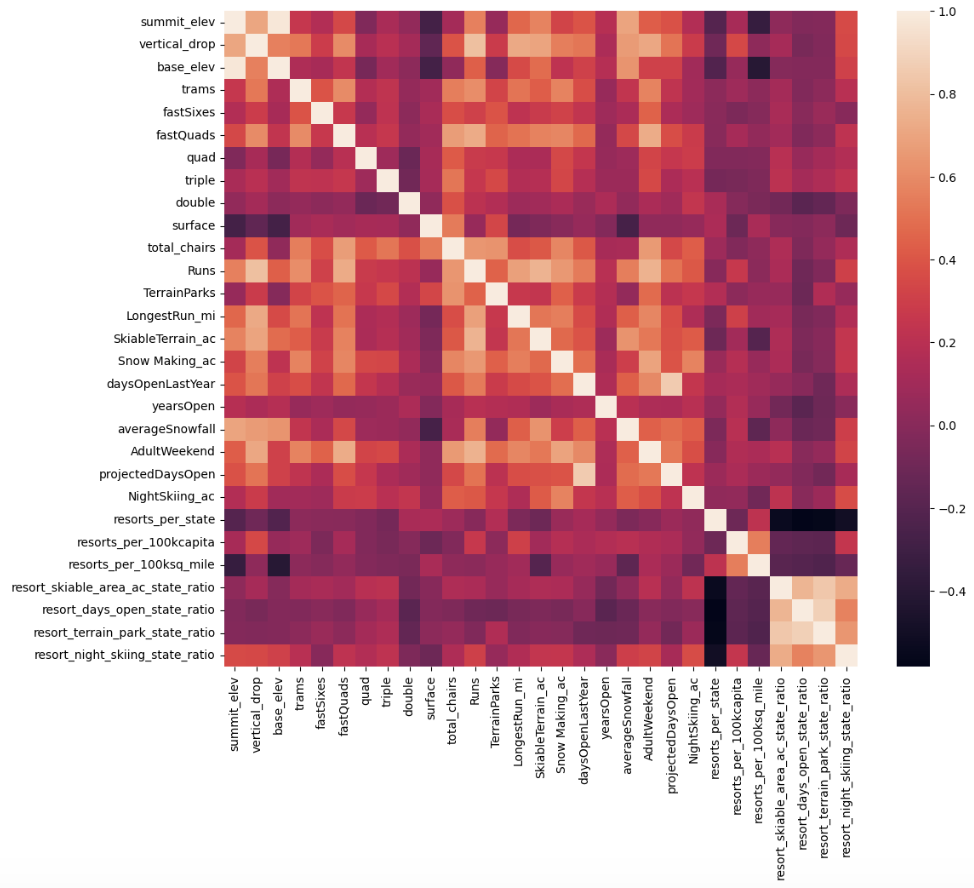 summit_elev
vertical_drop
base_elev
trams
fastSixes
fastQuads
quad
triple
double
surface
total_chairs
Runs
TerrainParks
LongestRun_mi
SkiableTerrain_ac
Snow Making_ac
daysOpenLastYear
yearsOpen
averageSnowfall
AdultWeekend
projectedDaysOpen
NightSkiing_ac
resorts_per_state
resorts_per_100kcapita
resorts_per_100ksq_mile
resort_skiable_area_ac_state_ratio
resort_days_open_state_ratio
resort_terrain_park_state_ratio
resort_night_skiing_state_ratio
summit_elev
vertical_drop
base_elev
trams
fastSixes
fastQuads
quad
triple
double
surface
total_chairs
Runs
TerrainParks
LongestRun_mi
SkiableTerrain_ac
Snow Making_ac
daysOpenLastYear
yearsOpen
averageSnowfall
AdultWeekend
projectedDaysOpen
NightSkiing_ac
resorts_per_state
resorts_per_100kcapita
resorts_per_100ksq_mile
resort_skiable_area_ac_state_ratio
resort_days_open_state_ratio
resort_terrain_park_state_ratio
resort_night_skiing_state_ratio
1.0
0.8
0.6
0.4
0.2
0.0
−0.2
−0.4